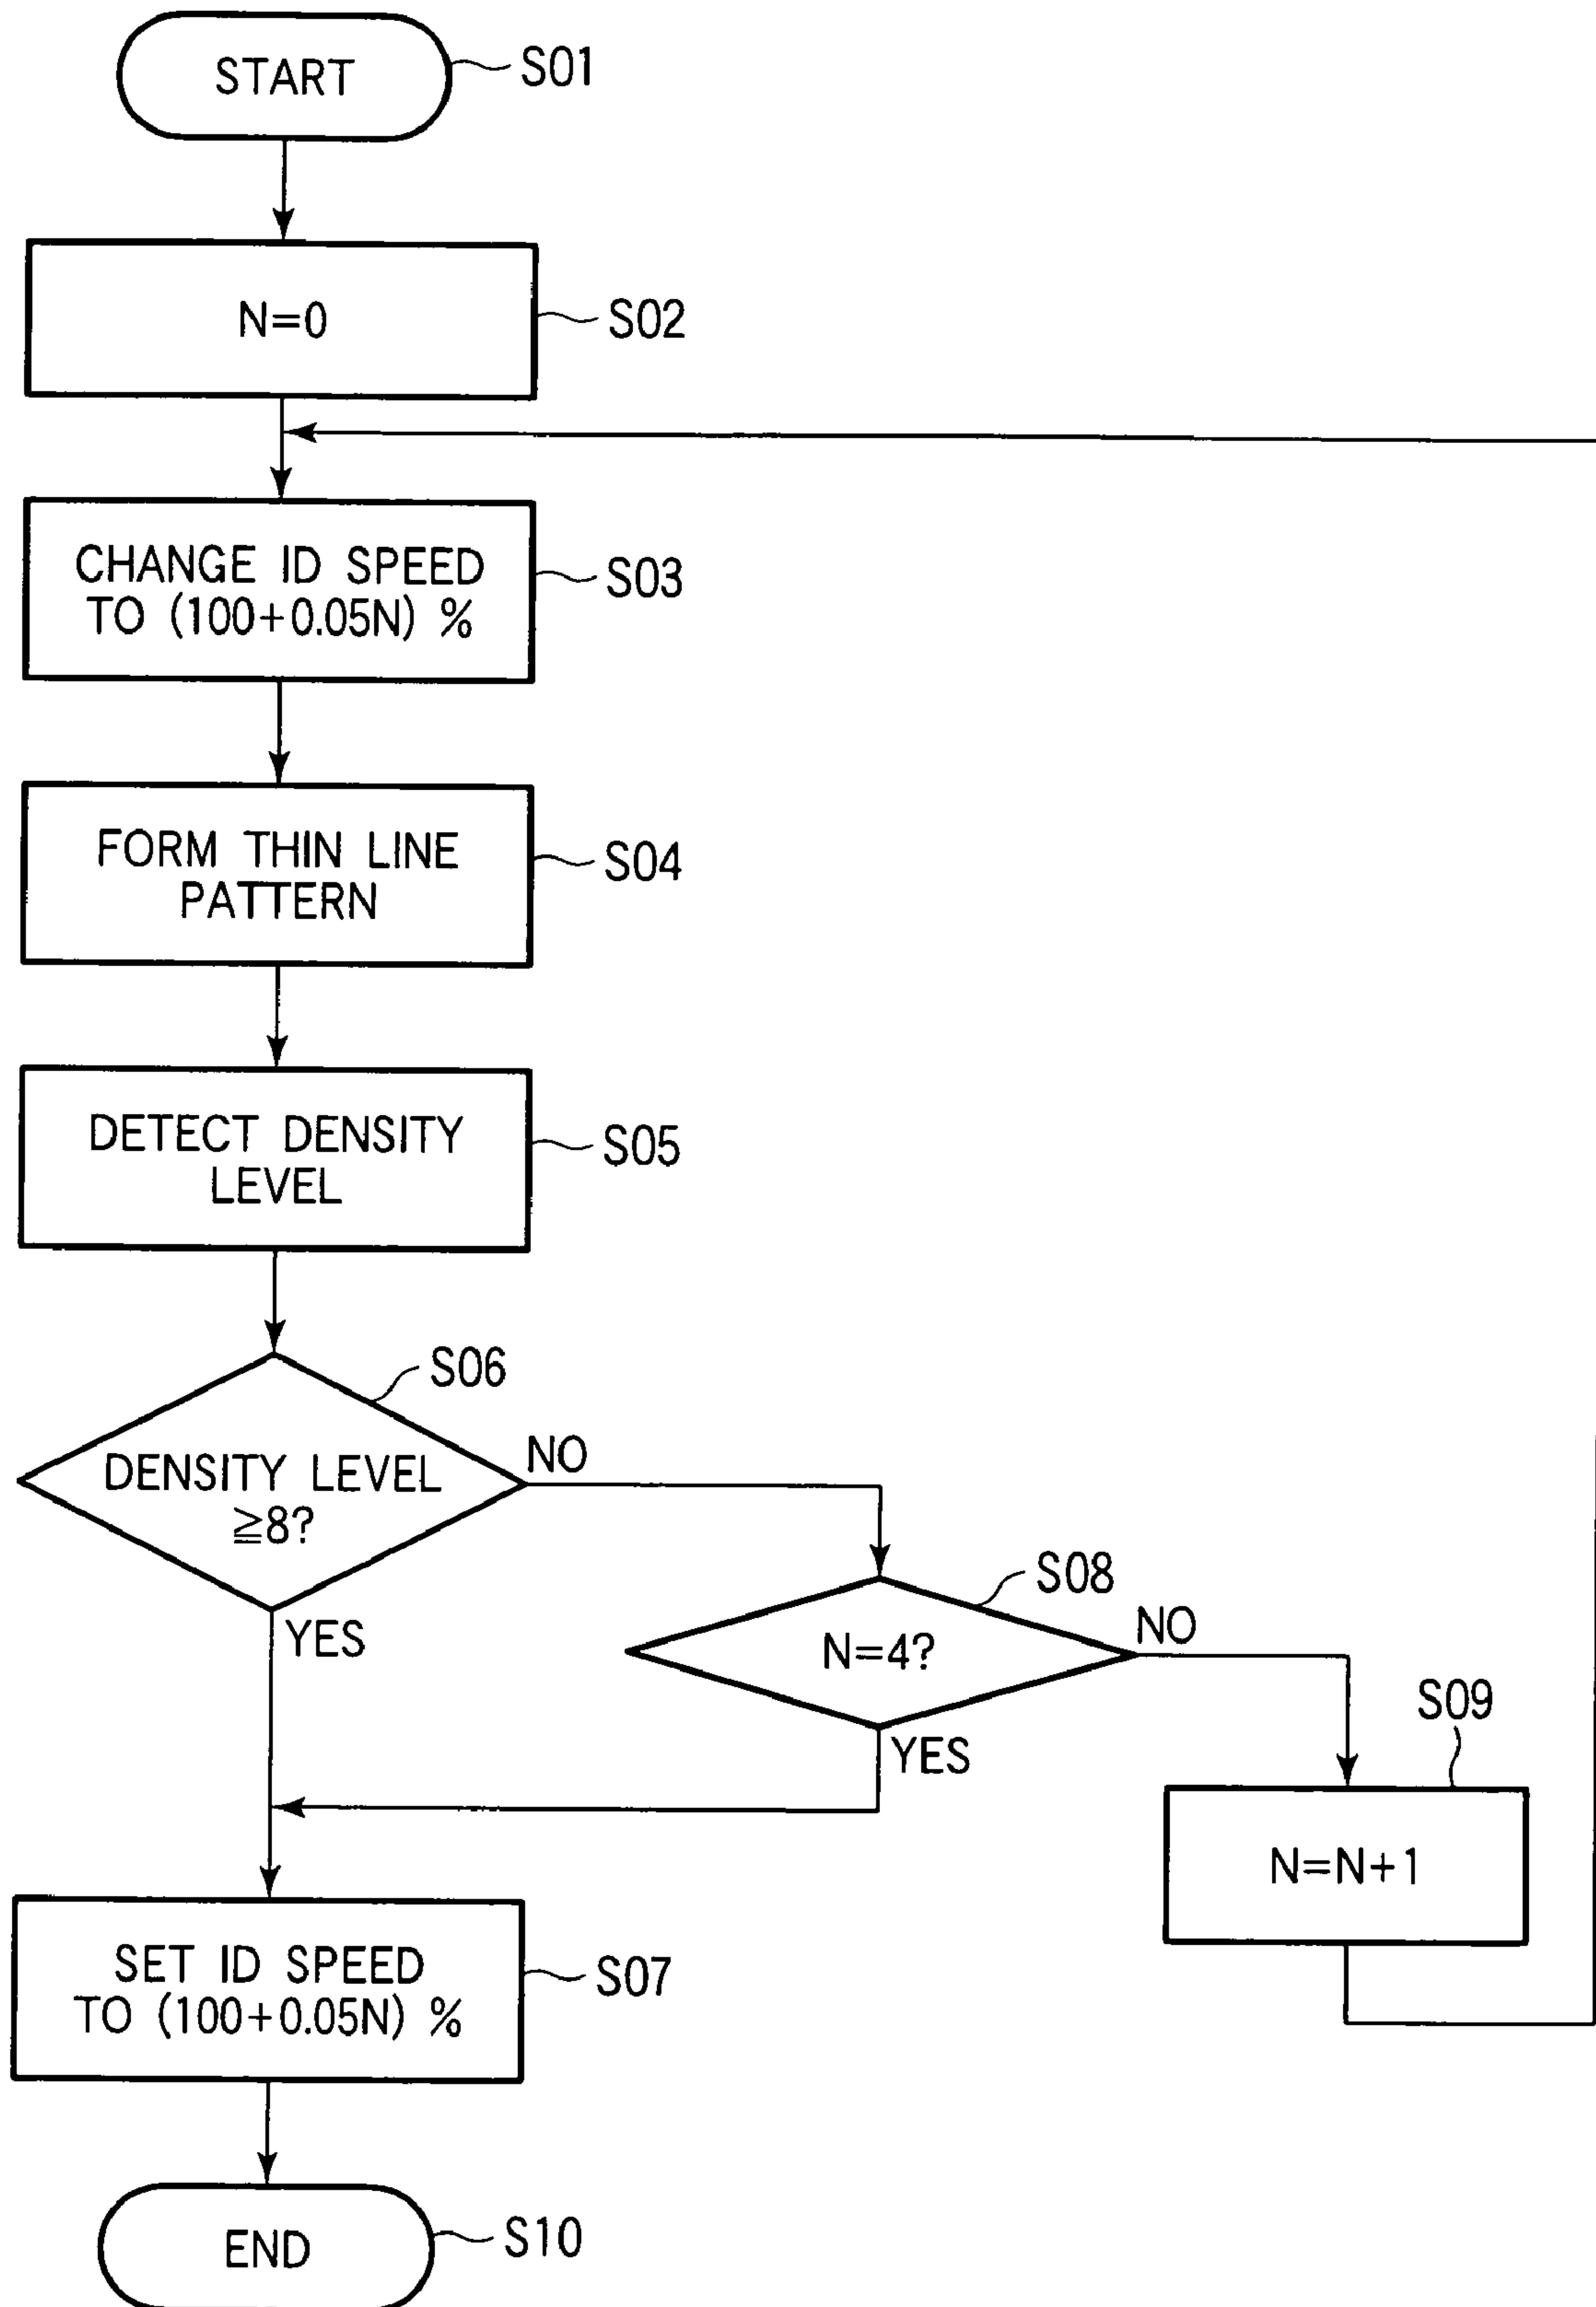 START
S01
N=0
S02
CHANGE ID SPEED
TO (100+0.05N) %
S03
FORM THIN LINE
PATTERN
S04
DETECT DENSITY
LEVEL
S05
S06
DENSITY LEVEL
≧8?
NO
YES
S08
N=4?
NO
YES
S09
N=N+1
SET ID SPEED
TO (100+0.05N) %
S07
END
S10